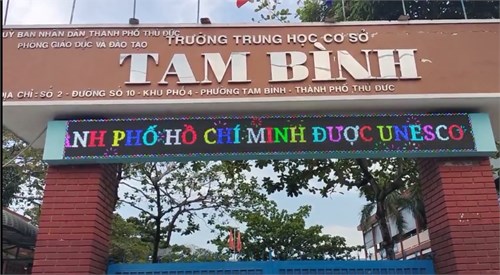 ỦY BAN NHÂN DÂN THÀNH PHỐ THỦ ĐỨC
PHÒNG GIÁO DỤC VÀ ĐÀO TẠO
TRƯỜNG TRUNG HỌC CƠ SỞ
TAM BÌNH
ĐỊA CHỈ: SỐ 2 - ĐƯỜNG SỐ 10 - KHU PHỐ 4 - PHƯỜNG TAM BÌNH - THÀNH PHỐ THỦ ĐỨC
ÀNH PHỐ HỒ CHÍ MINH ĐƯỢC UNESCO